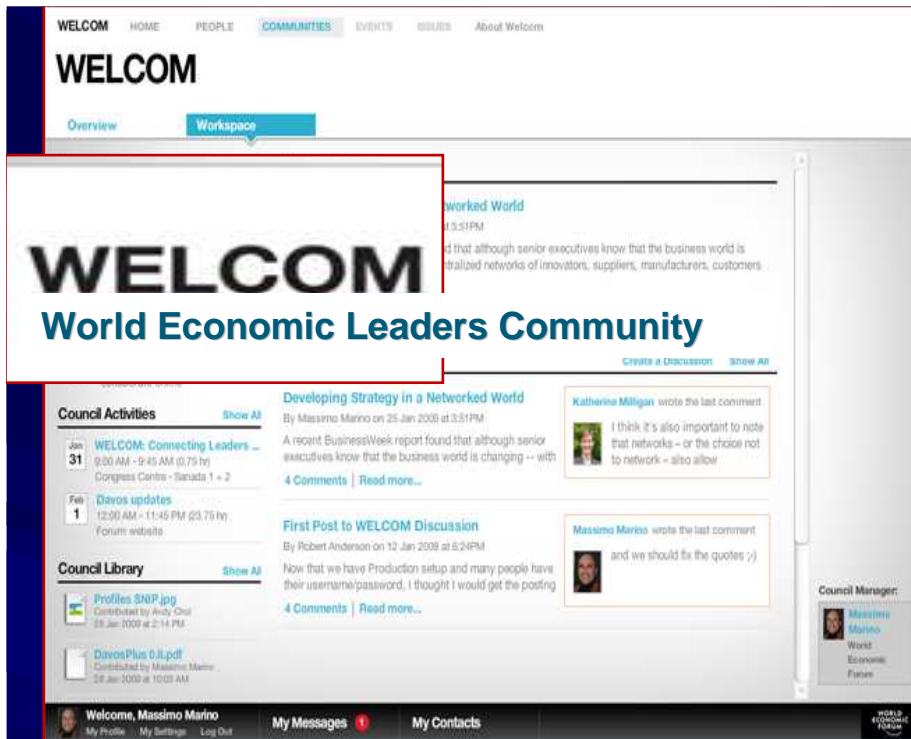 WELCOM HOME PEOPLE COMMUNITIES EVENTS ISSUES About Welcom
WELCOM
Overview Workspace
WELCOM
World Economic Leaders Community
tworked World
at 3:51PM
d that although senior executives know that the business world is
ntralized networks of innovators, suppliers, manufacturers, customers
Create a Discussion Show All
Council Activities Show All
Jan 31
WELCOM: Connecting Leaders ...
9:00 AM - 9:45 AM (0.75 hr)
Congress Centre - Sanada 1 + 2
Feb 1
Davos updates
12:00 AM - 11:45 PM (23.75 hr)
Forum website
Council Library Show All
Profiles SNIP.jpg
Contributed by Andy Choi
28 Jan 2009 at 2:14 PM
DavosPlus 0.8.pdf
Contributed by Massimo Marino
28 Jan 2009 at 10:03 AM
Developing Strategy in a Networked World
By Massimo Marino on 25 Jan 2009 at 3:51PM
A recent BusinessWeek report found that although senior
executives know that the business world is changing -- with
4 Comments | Read more...
Katherine Milligan wrote the last comment
I think it's also important to note
that networks – or the choice not
to network – also allow
First Post to WELCOM Discussion
By Robert Anderson on 12 Jan 2009 at 6:24PM
Now that we have Production setup and many people have
their username/password, I thought I would get the posting
4 Comments | Read more...
Massimo Marino wrote the last comment
and we should fix the quotes ;-)
Council Manager:
Massimo
Marino
World
Economic
Forum
Welcome, Massimo Marino
My Profile My Settings Log Out
My Messages 1 My Contacts
WORLD
ECONOMIC
FORUM